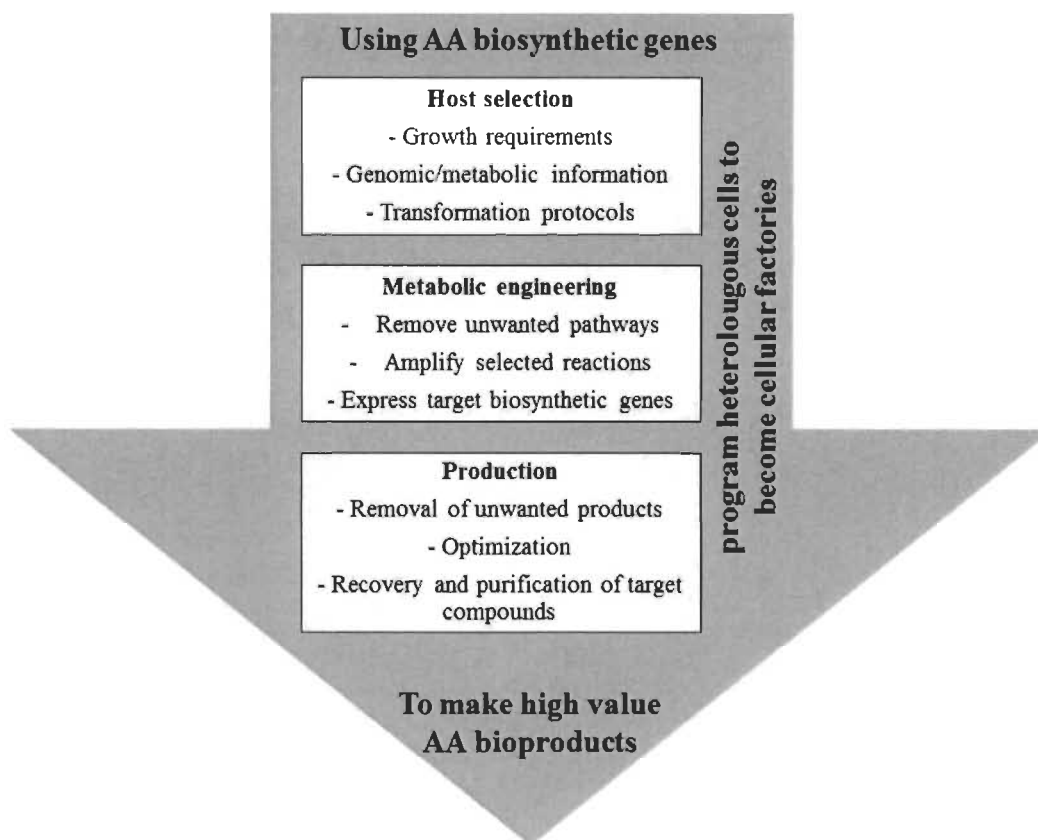 Using AA biosynthetic genes
Host selection
- Growth requirements
- Genomic/metabolic information
- Transformation protocols
Metabolic engineering
- Remove unwanted pathways
- Amplify selected reactions
- Express target biosynthetic genes
Production
- Removal of unwanted products
- Optimization
- Recovery and purification of target
compounds
program heterolougous cells to
become cellular factories
To make high value
AA bioproducts